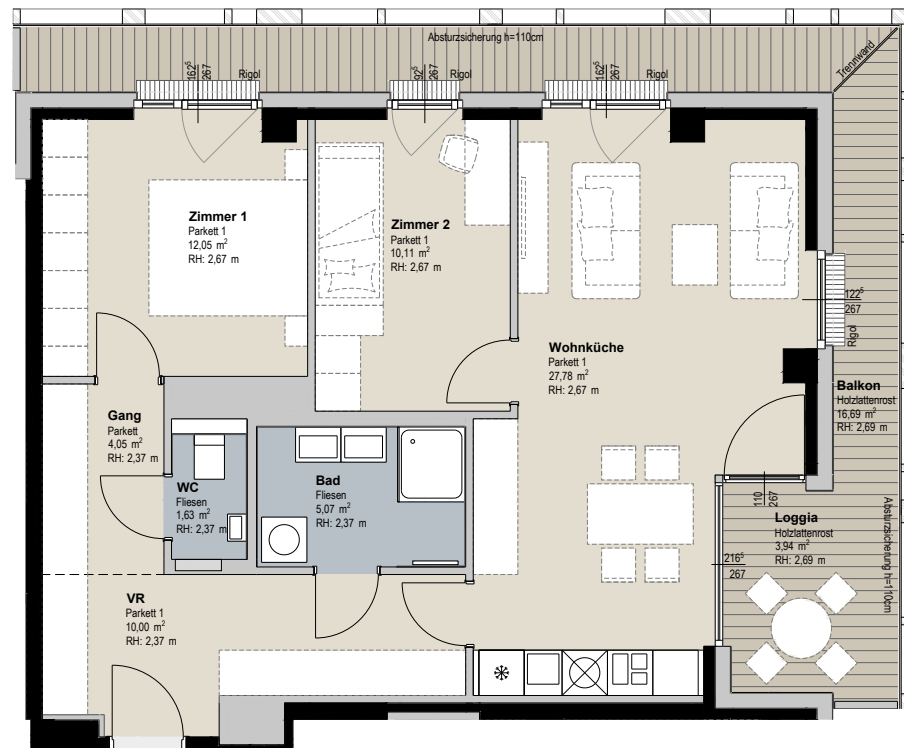 Absturzsicherung h=110cm
Trennwand
162⁵
267
Rigol
92⁵
267
Rigol
162⁵
267
Rigol
Zimmer 1
Parkett 1
12,05 m²
RH: 2,67 m
Zimmer 2
Parkett 1
10,11 m²
RH: 2,67 m
Wohnküche
Parkett 1
27,78 m²
RH: 2,67 m
122⁵
267
Rigol
Balkon
Holzlattenrost
16,69 m²
RH: 2,69 m
Gang
Parkett
4,05 m²
RH: 2,37 m
WC
Fliesen
1,63 m²
RH: 2,37 m
Bad
Fliesen
5,07 m²
RH: 2,37 m
110
267
Loggia
Holzlattenrost
3,94 m²
RH: 2,69 m
216⁵
267
Absturzsicherung h=110cm
VR
Parkett 1
10,00 m²
RH: 2,37 m